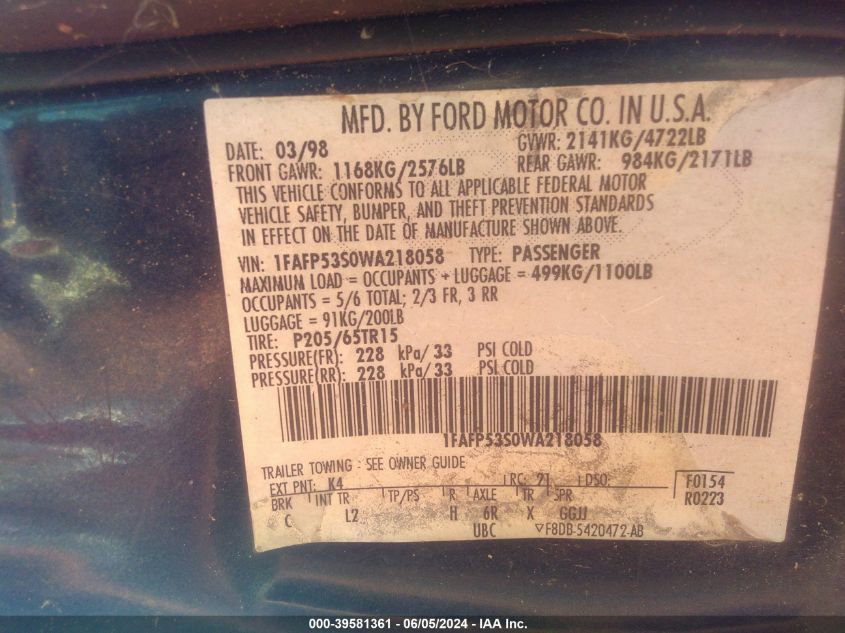 MFD. BY FORD MOTOR CO. IN U.S.A.
DATE: 03/98 GVWR: 2141KG/4722LB
FRONT GAWR: 1168KG/2576LB REAR GAWR: 984KG/2171LB
THIS VEHICLE CONFORMS TO ALL APPLICABLE FEDERAL MOTOR
VEHICLE SAFETY, BUMPER, AND THEFT PREVENTION STANDARDS
IN EFFECT ON THE DATE OF MANUFACTURE SHOWN ABOVE.
VIN: 1FAFP53S0WA218058 TYPE: PASSENGER
MAXIMUM LOAD = OCCUPANTS + LUGGAGE = 499KG/1100LB
OCCUPANTS = 5/6 TOTAL; 2/3 FR, 3 RR
LUGGAGE = 91KG/200LB
TIRE: P205/65TR15
PRESSURE(FR): 228 kPa/ 33 PSI COLD
PRESSURE(RR): 228 kPa/ 33 PSI COLD
1FAFP53S0WA218058
TRAILER TOWING - SEE OWNER GUIDE
EXT PNT: K4 RC: 21 DSO: F0154
BRK INT TR TP/PS R AXLE TR SPR R0223
C L2 H 6R X GGJJ
UBC F8DB-5420472-AB
000-39581361 - 06/05/2024 - IAA Inc.